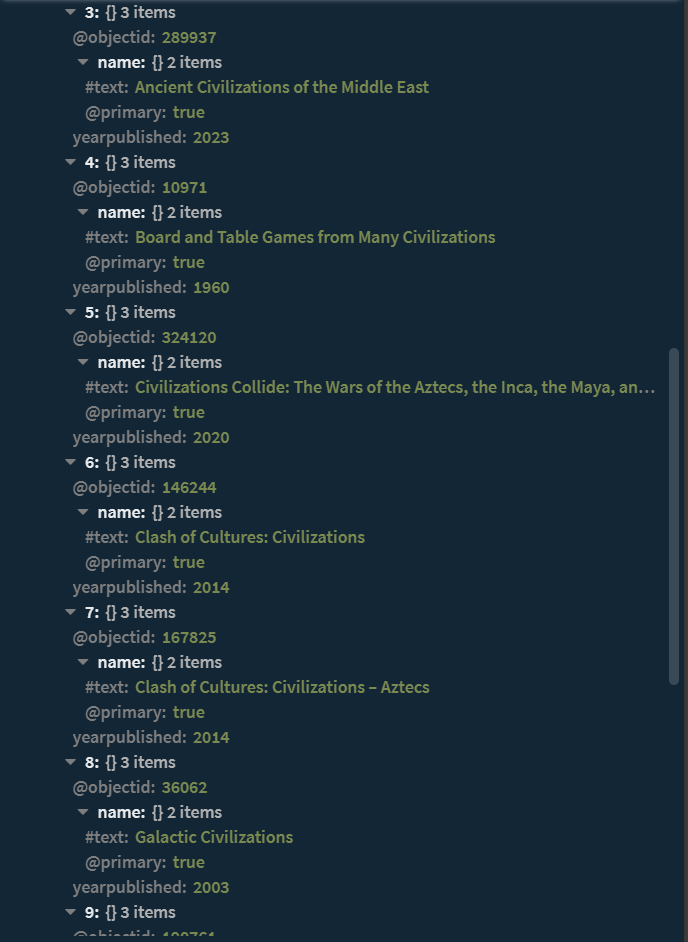 3: {} 3 items
@objectid: 289937
name: {} 2 items
#text: Ancient Civilizations of the Middle East
@primary: true
yearpublished: 2023
4: {} 3 items
@objectid: 10971
name: {} 2 items
#text: Board and Table Games from Many Civilizations
@primary: true
yearpublished: 1960
5: {} 3 items
@objectid: 324120
name: {} 2 items
#text: Civilizations Collide: The Wars of the Aztecs, the Inca, the Maya, an…
@primary: true
yearpublished: 2020
6: {} 3 items
@objectid: 146244
name: {} 2 items
#text: Clash of Cultures: Civilizations
@primary: true
yearpublished: 2014
7: {} 3 items
@objectid: 167825
name: {} 2 items
#text: Clash of Cultures: Civilizations – Aztecs
@primary: true
yearpublished: 2014
8: {} 3 items
@objectid: 36062
name: {} 2 items
#text: Galactic Civilizations
@primary: true
yearpublished: 2003
9: {} 3 items
@objectid: